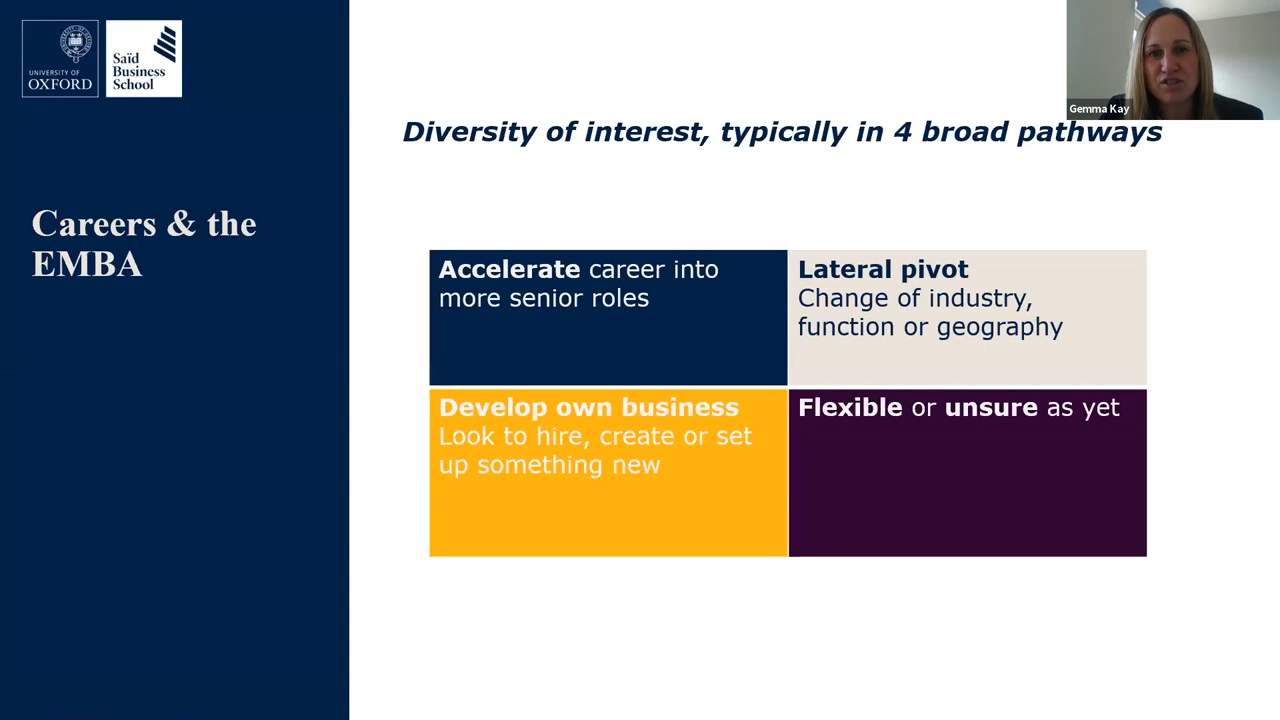 UNIVERSITY OF
OXFORD
Saïd
Business
School
Gemma Kay
Careers & the
EMBA
Diversity of interest, typically in 4 broad pathways
Accelerate career into
more senior roles
Lateral pivot
Change of industry,
function or geography
Develop own business
Look to hire, create or set
up something new
Flexible or unsure as yet